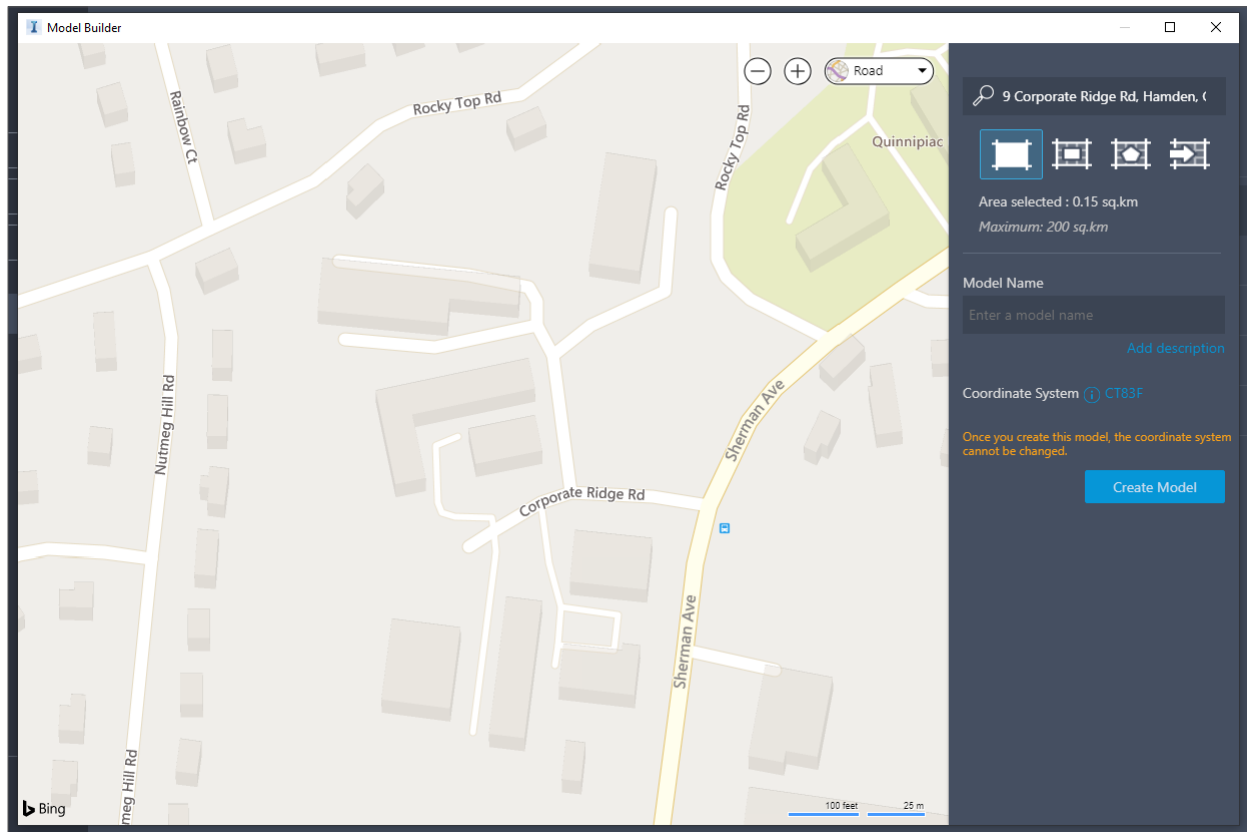 Model Builder
Road
Rocky Top Rd
Rainbow Ct
Rocky Top Rd
Quinnipiac
Nutmeg Hill Rd
Sherman Ave
Corporate Ridge Rd
Sherman Ave
meg Hill Rd
Bing
100 feet
25 m
9 Corporate Ridge Rd, Hamden,
Area selected : 0.15 sq.km
Maximum: 200 sq.km
Model Name
Enter a model name
Add description
Coordinate System i CT83F
Once you create this model, the coordinate system
cannot be changed.
Create Model